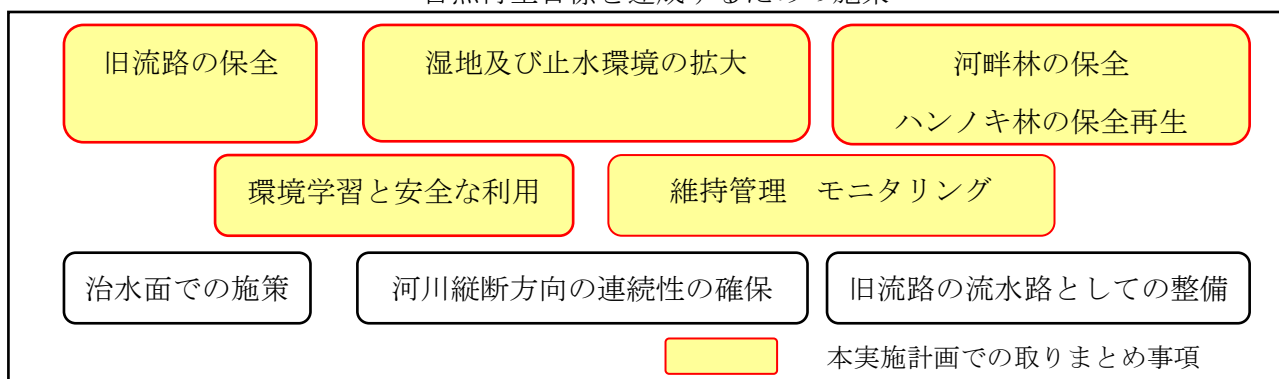 旧流路の保全
湿地及び止水環境の拡大
河畔林の保全
ハンノキ林の保全再生
環境学習と安全な利用
維持管理　モニタリング
治水面での施策
河川縦断方向の連続性の確保
旧流路の流水路としての整備
本実施計画での取りまとめ事項